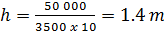 h = 50 000 / 3500 x 10 = 1.4 m